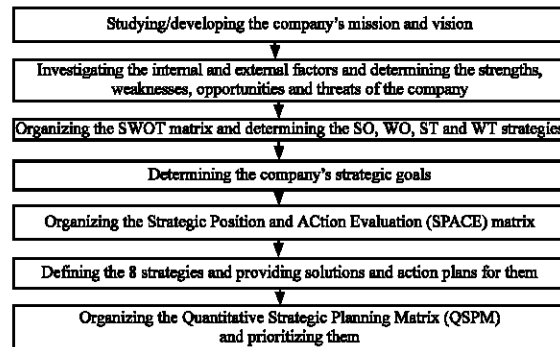 Studying/developing the company's mission and vision
Investigating the internal and external factors and determining the strengths,
weaknesses, opportunities and threats of the company
Organizing the SWOT matrix and determining the SO, WO, ST and WT strategies
Determining the company's strategic goals
Organizing the Strategic Position and ACtion Evaluation (SPACE) matrix
Defining the 8 strategies and providing solutions and action plans for them
Organizing the Quantitative Strategic Planning Matrix (QSPM)
and prioritizing them